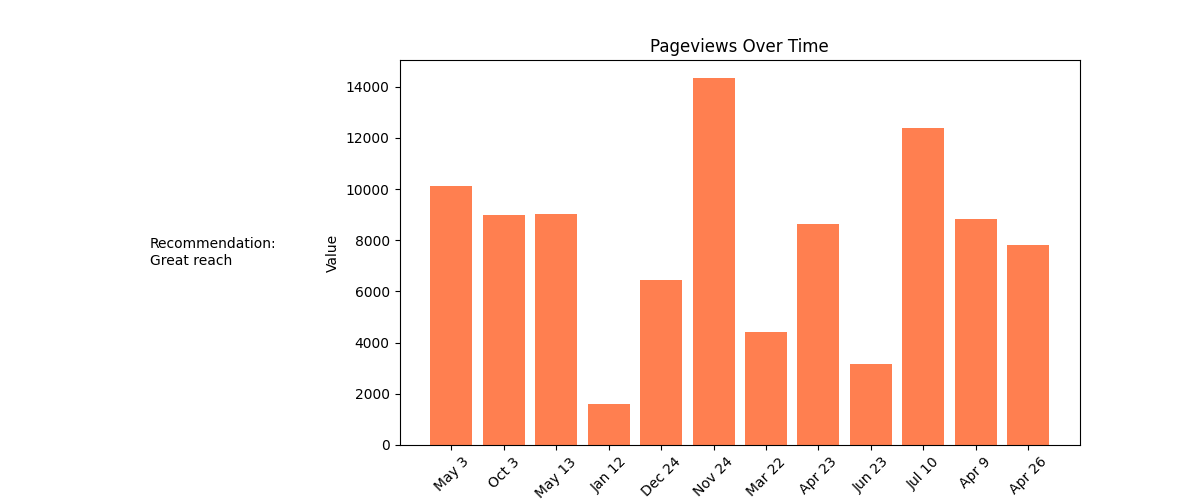 Pageviews Over Time
Recommendation:
Great reach
Value
14000
12000
10000
8000
6000
4000
2000
0
May 3
Oct 3
May 13
Jan 12
Dec 24
Nov 24
Mar 22
Apr 23
Jun 23
Jul 10
Apr 9
Apr 26